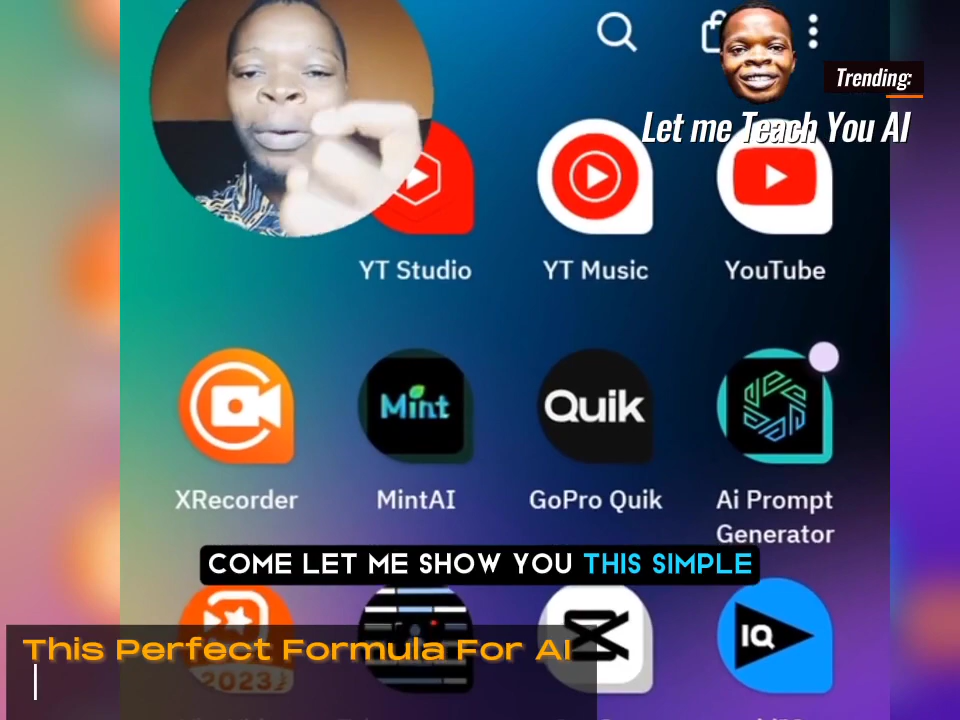 Trending:
Let me Teach You AI
YT Studio
YT Music
YouTube
Mint
Quik
XRecorder
MintAI
GoPro Quik
Ai Prompt
Generator
COME LET ME SHOW YOU THIS SIMPLE
IQ
This Perfect Formula For AI
2023